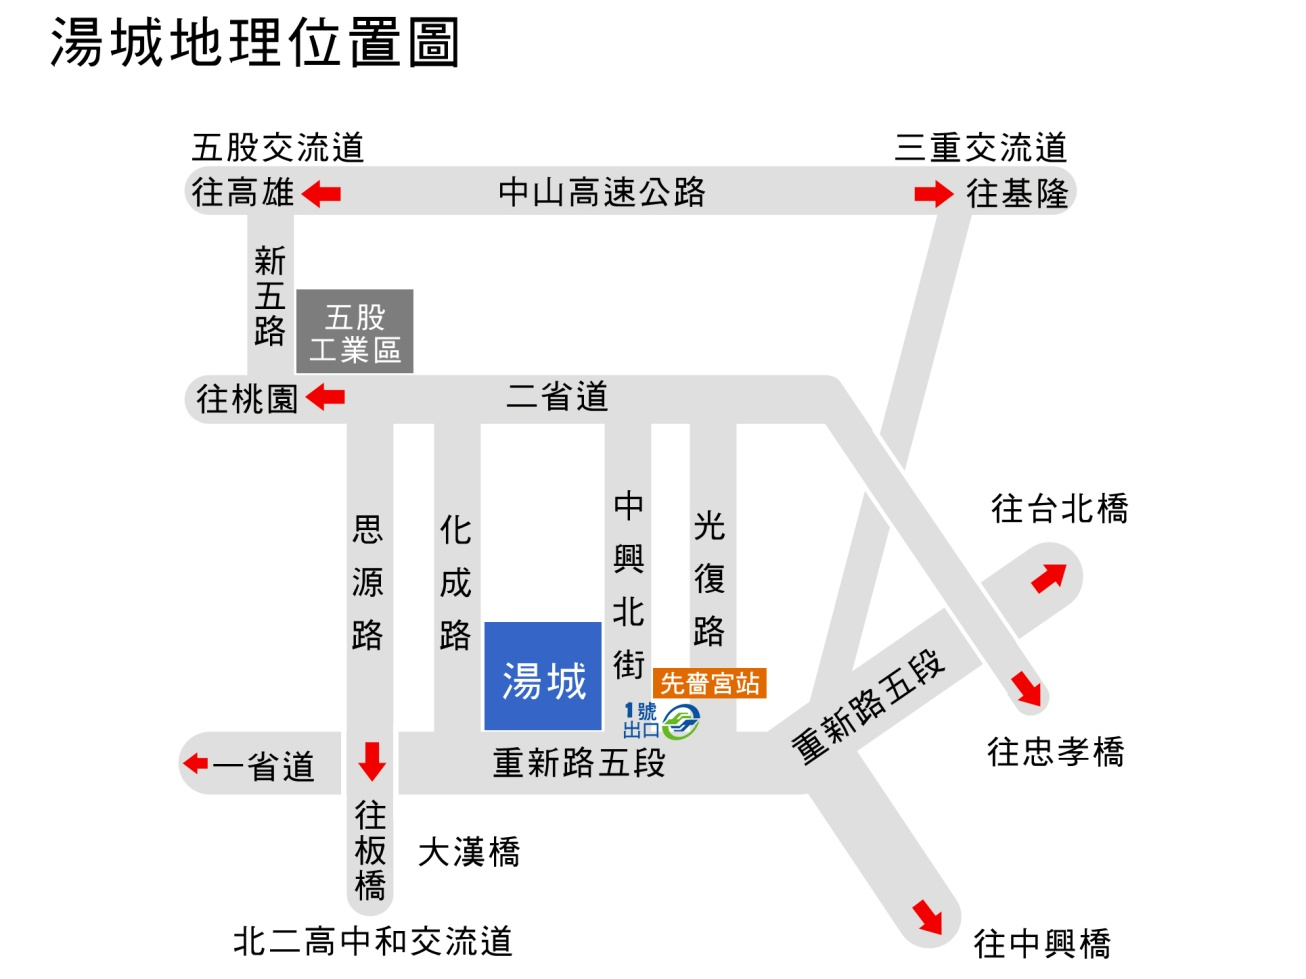 湯城地理位置圖
五股交流道
三重交流道
往高雄
中山高速公路
往基隆
新五路
五股
工業區
往桃園
二省道
思源路
化成路
中興北街
光復路
往台北橋
湯城
先嗇宮站
1號
出口
重新路五段
一省道
重新路五段
往忠孝橋
往板橋
大漢橋
北二高中和交流道
往中興橋